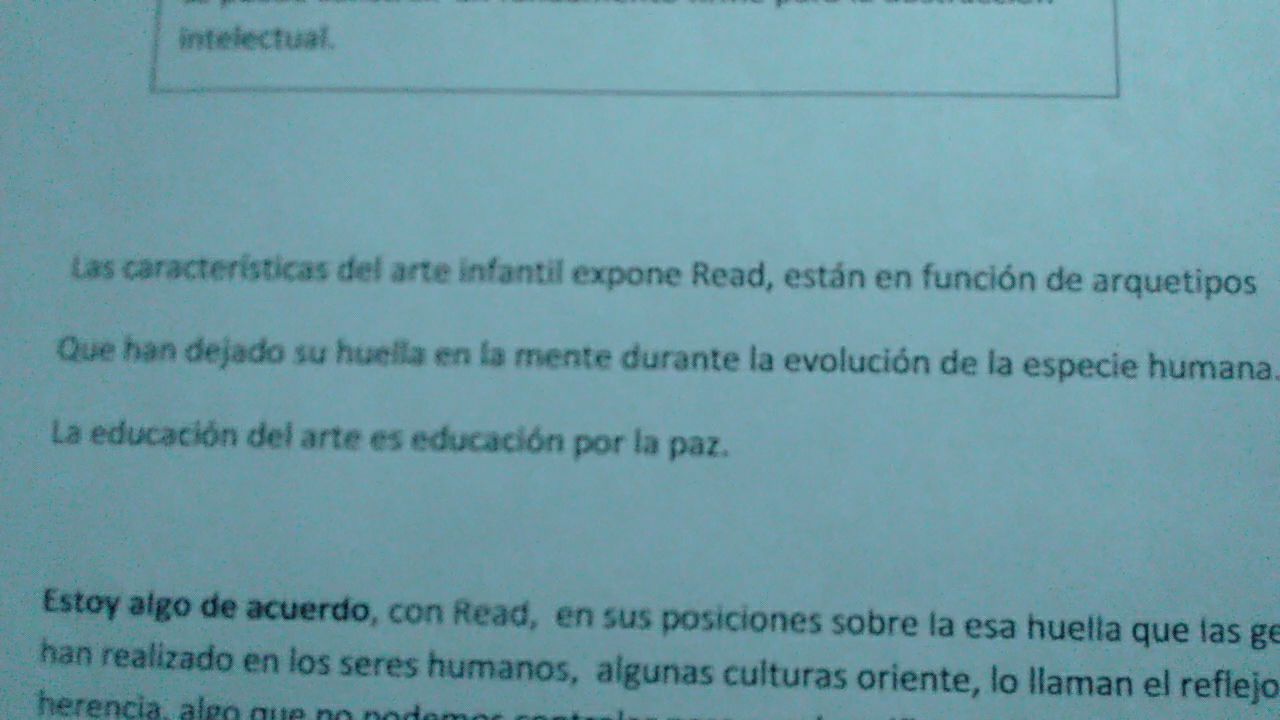 intelectual.
Las características del arte infantil expone Read, están en función de arquetipos
Que han dejado su huella en la mente durante la evolución de la especie humana.
La educación del arte es educación por la paz.
Estoy algo de acuerdo, con Read, en sus posiciones sobre la esa huella que las
han realizado en los seres humanos, algunas culturas oriente, lo llaman el reflejo
herencia, algo que no podemos